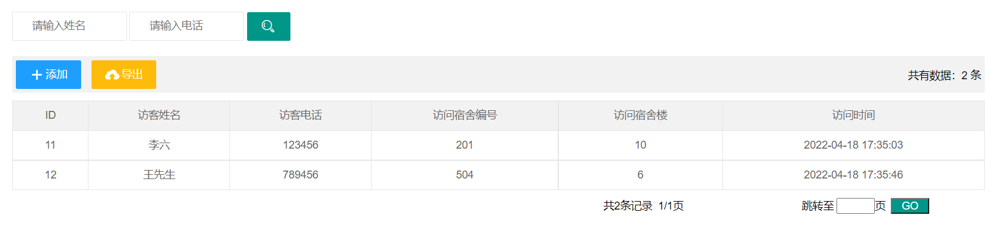 请输入姓名 请输入电话
添加 导出 共有数据：2 条
ID 访客姓名 访客电话 访问宿舍编号 访问宿舍楼 访问时间
11 李六 123456 201 10 2022-04-18 17:35:03
12 王先生 789456 504 6 2022-04-18 17:35:46
共2条记录 1/1页 跳转至 页 GO